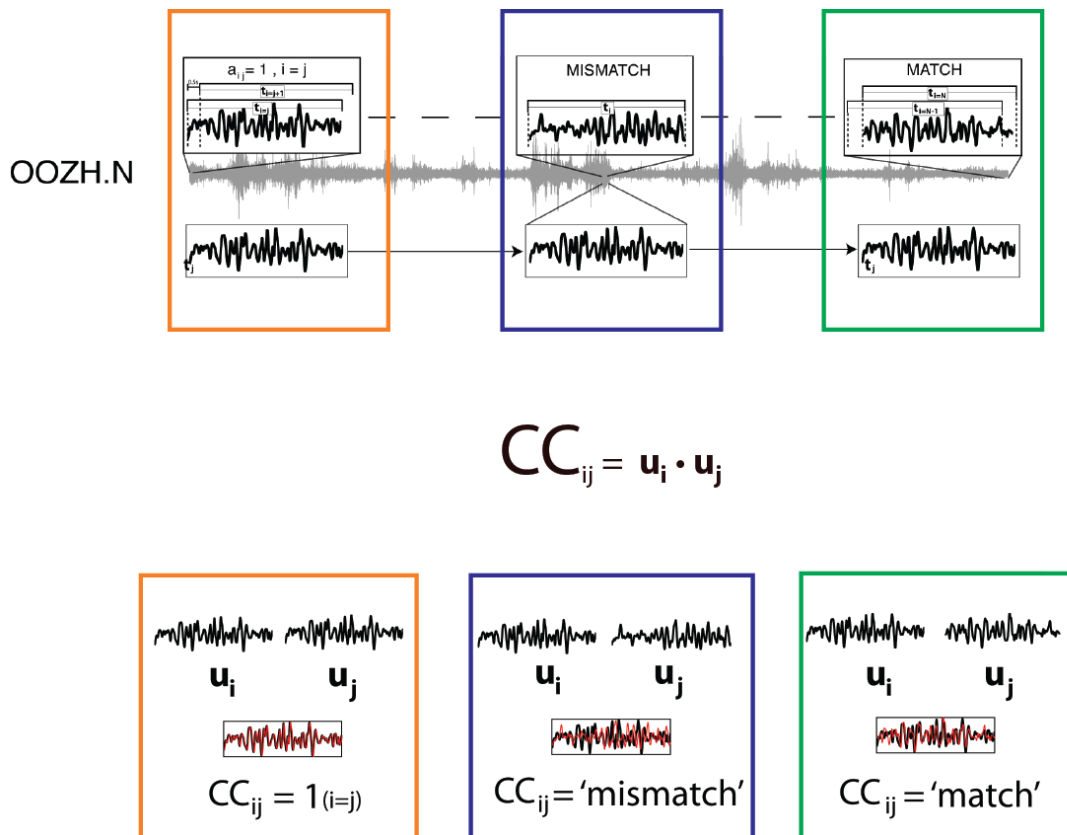 a ij = 1 , i = j
0.5s
t i=j+1
t i=j
MISMATCH
t i
MATCH
t i=N
t i=N-1
OOZH.N
t j
t j
CC ij = u i · u j
u i u j
CC ij = 1 (i=j)
u i u j
CC ij = 'mismatch'
u i u j
CC ij = 'match'